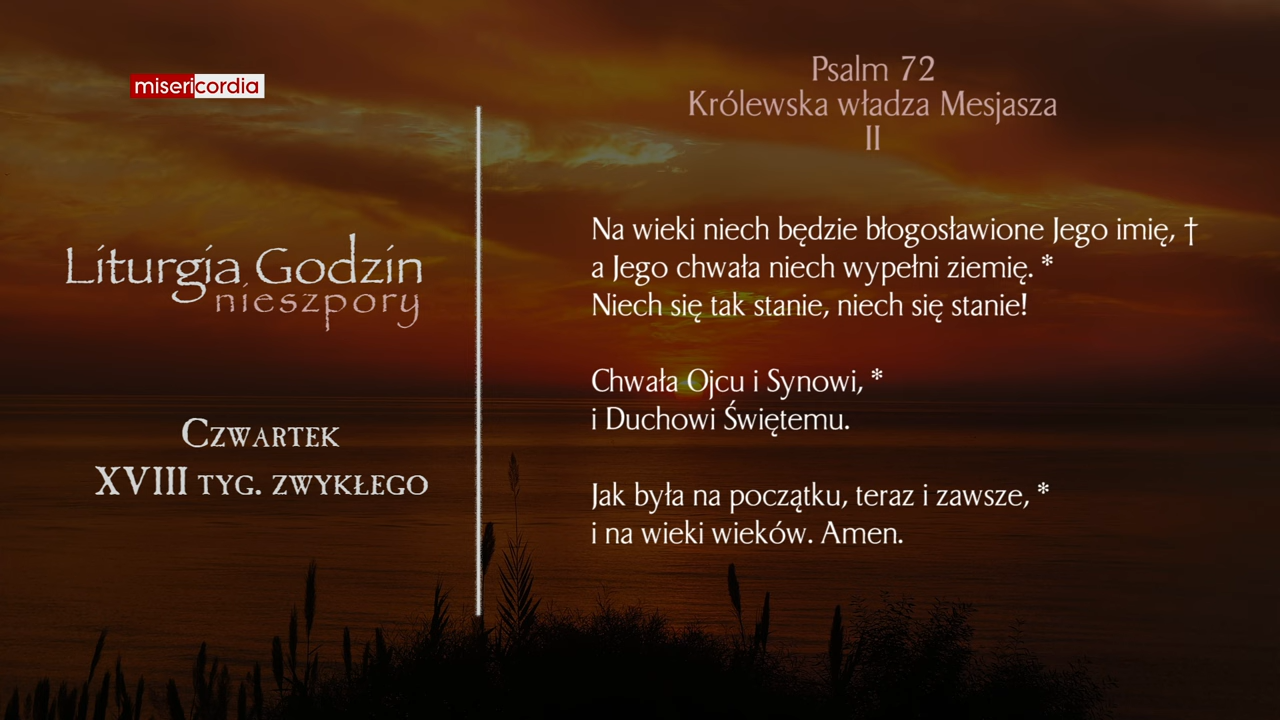 misericordia
Liturgia Godzin
nieszpory
Czwartek
XVIII tyg. zwykłego
Psalm 72
Królewska władza Mesjasza
II
Na wieki niech będzie błogosławione Jego imię, †
a Jego chwała niech wypełni ziemię. *
Niech się tak stanie, niech się stanie!
Chwała Ojcu i Synowi, *
i Duchowi Świętemu.
Jak była na początku, teraz i zawsze, *
i na wieki wieków. Amen.